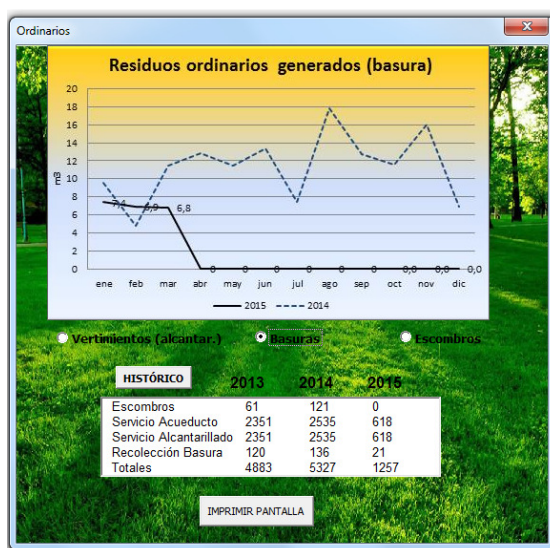 Ordinarios
Residuos ordinarios generados (basura)
20
18
16
14
12
10
8
6
4
2
0
m3
7,4 6,9 6,8 0 0 0 0 0 0 0,0 0,0 0,0
ene feb mar abr may jun jul ago sep oct nov dic
2015 2014
Vertimientos (alcantar.) Basuras Escombros
HISTÓRICO 2013 2014 2015
Escombros 61 121 0
Servicio Acueducto 2351 2535 618
Servicio Alcantarillado 2351 2535 618
Recolección Basura 120 136 21
Totales 4883 5327 1257
IMPRIMIR PANTALLA